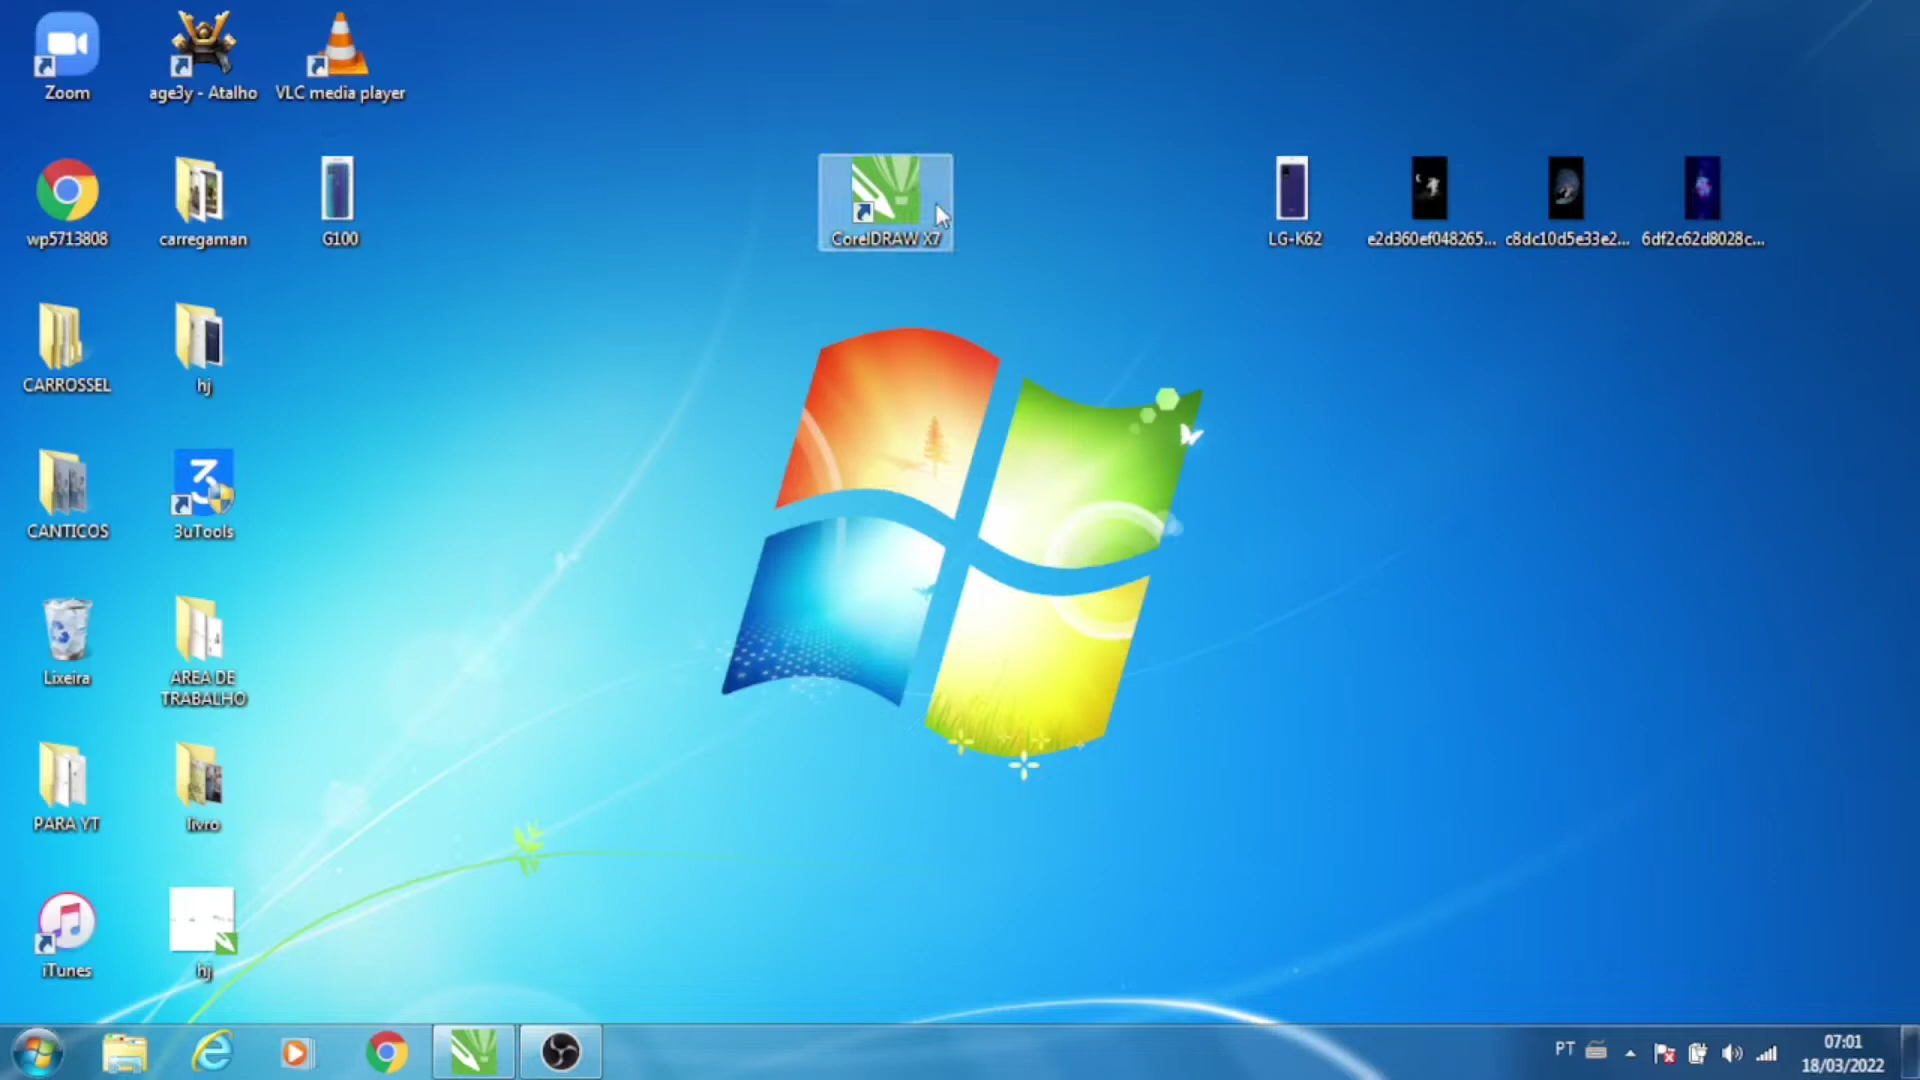 Zoom
age3y - Atalho
VLC media player
wp5713808
carregaman
G100
CorelDRAW X7
LG-K62
e2d360ef048265...
c8dc10d5e33e2...
6df2c62d8028c...
CARROSSEL
hj
CANTICOS
3uTools
Lixeira
AREA DE
TRABALHO
PARA YT
livro
iTunes
hj
PT
07:01
18/03/2022